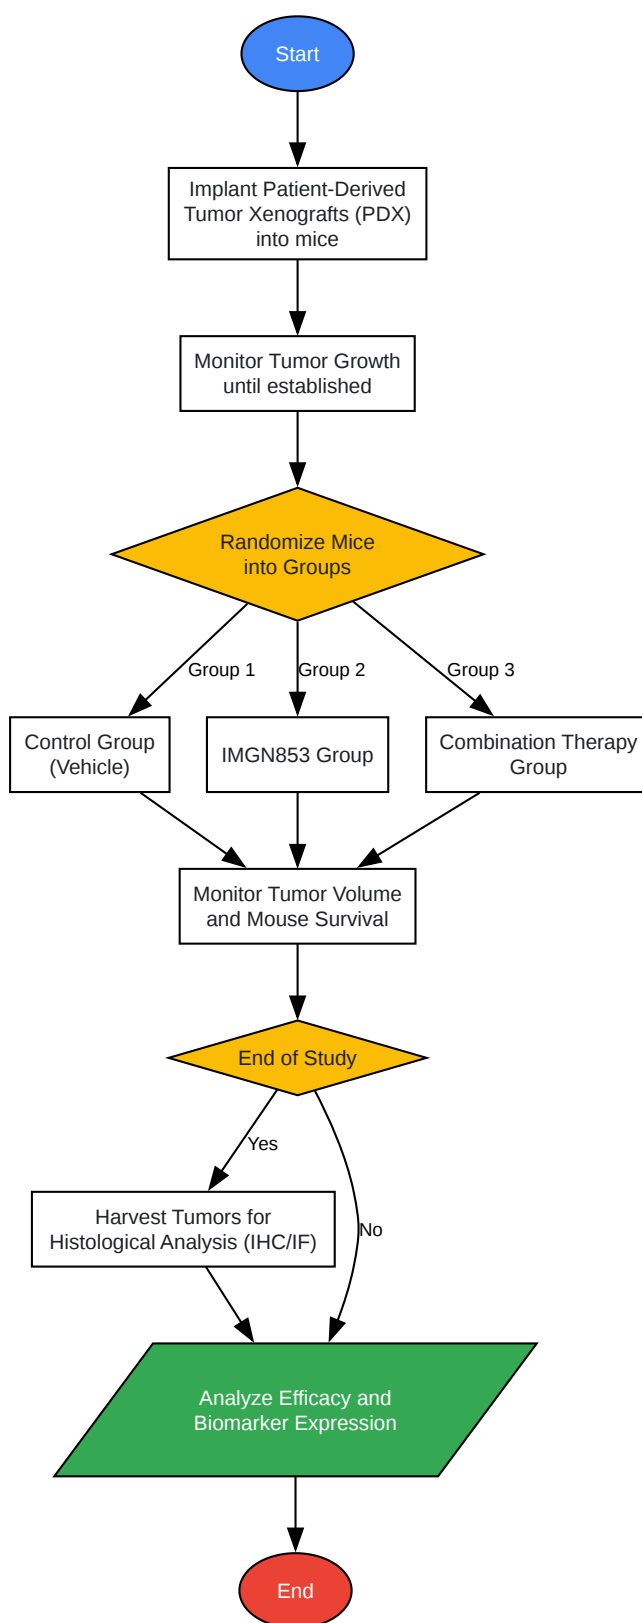 Start
Implant Patient-Derived
Tumor Xenografts (PDX)
into mice
Monitor Tumor Growth
until established
Randomize Mice
into Groups
Group 1
Group 2
Group 3
Control Group
(Vehicle)
IMGN853 Group
Combination Therapy
Group
Monitor Tumor Volume
and Mouse Survival
End of Study
Yes
Harvest Tumors for
Histological Analysis (IHC/IF)
No
Analyze Efficacy and
Biomarker Expression
End